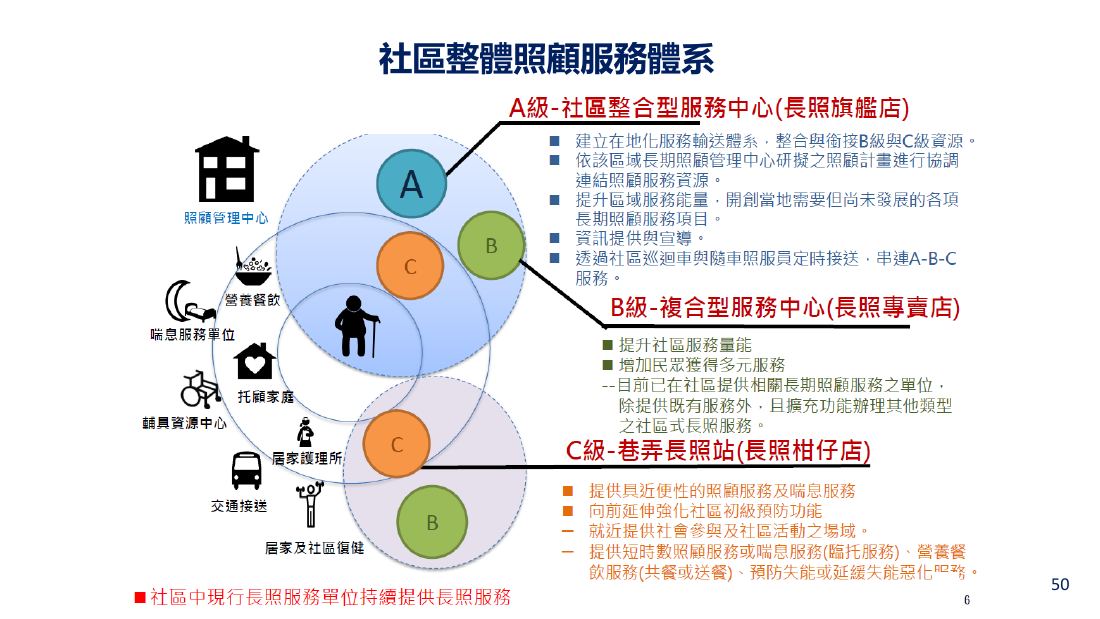 社區整體照顧服務體系
A級-社區整合型服務中心(長照旗艦店)
■ 建立在地化服務輸送體系，整合與銜接B級與C級資源。
■ 依該區域長期照顧管理中心研擬之照顧計畫進行協調
連結照顧服務資源。
■ 提升區域服務能量，開創當地需要但尚未發展的各項
長期照顧服務項目。
■ 資訊提供與宣導。
■ 透過社區巡迴車與隨車照服員定時接送，串連A-B-C
服務。
B級-複合型服務中心(長照專賣店)
■ 提升社區服務量能
■ 增加民眾獲得多元服務
--目前已在社區提供相關長期照顧服務之單位，
除提供既有服務外，且擴充功能辦理其他類型
之社區式長照服務。
C級-巷弄長照站(長照柑仔店)
■ 提供具近便性的照顧服務及喘息服務
■ 向前延伸強化社區初級預防功能
— 就近提供社會參與及社區活動之場域。
— 提供短時數照顧服務或喘息服務(臨托服務)、營養餐
飲服務(共餐或送餐)、預防失能或延緩失能惡化服務。
A
B
C
C
B
照顧管理中心
營養餐飲
喘息服務單位
托顧家庭
輔具資源中心
居家護理所
交通接送
居家及社區復健
■ 社區中現行長照服務單位持續提供長照服務
6
50